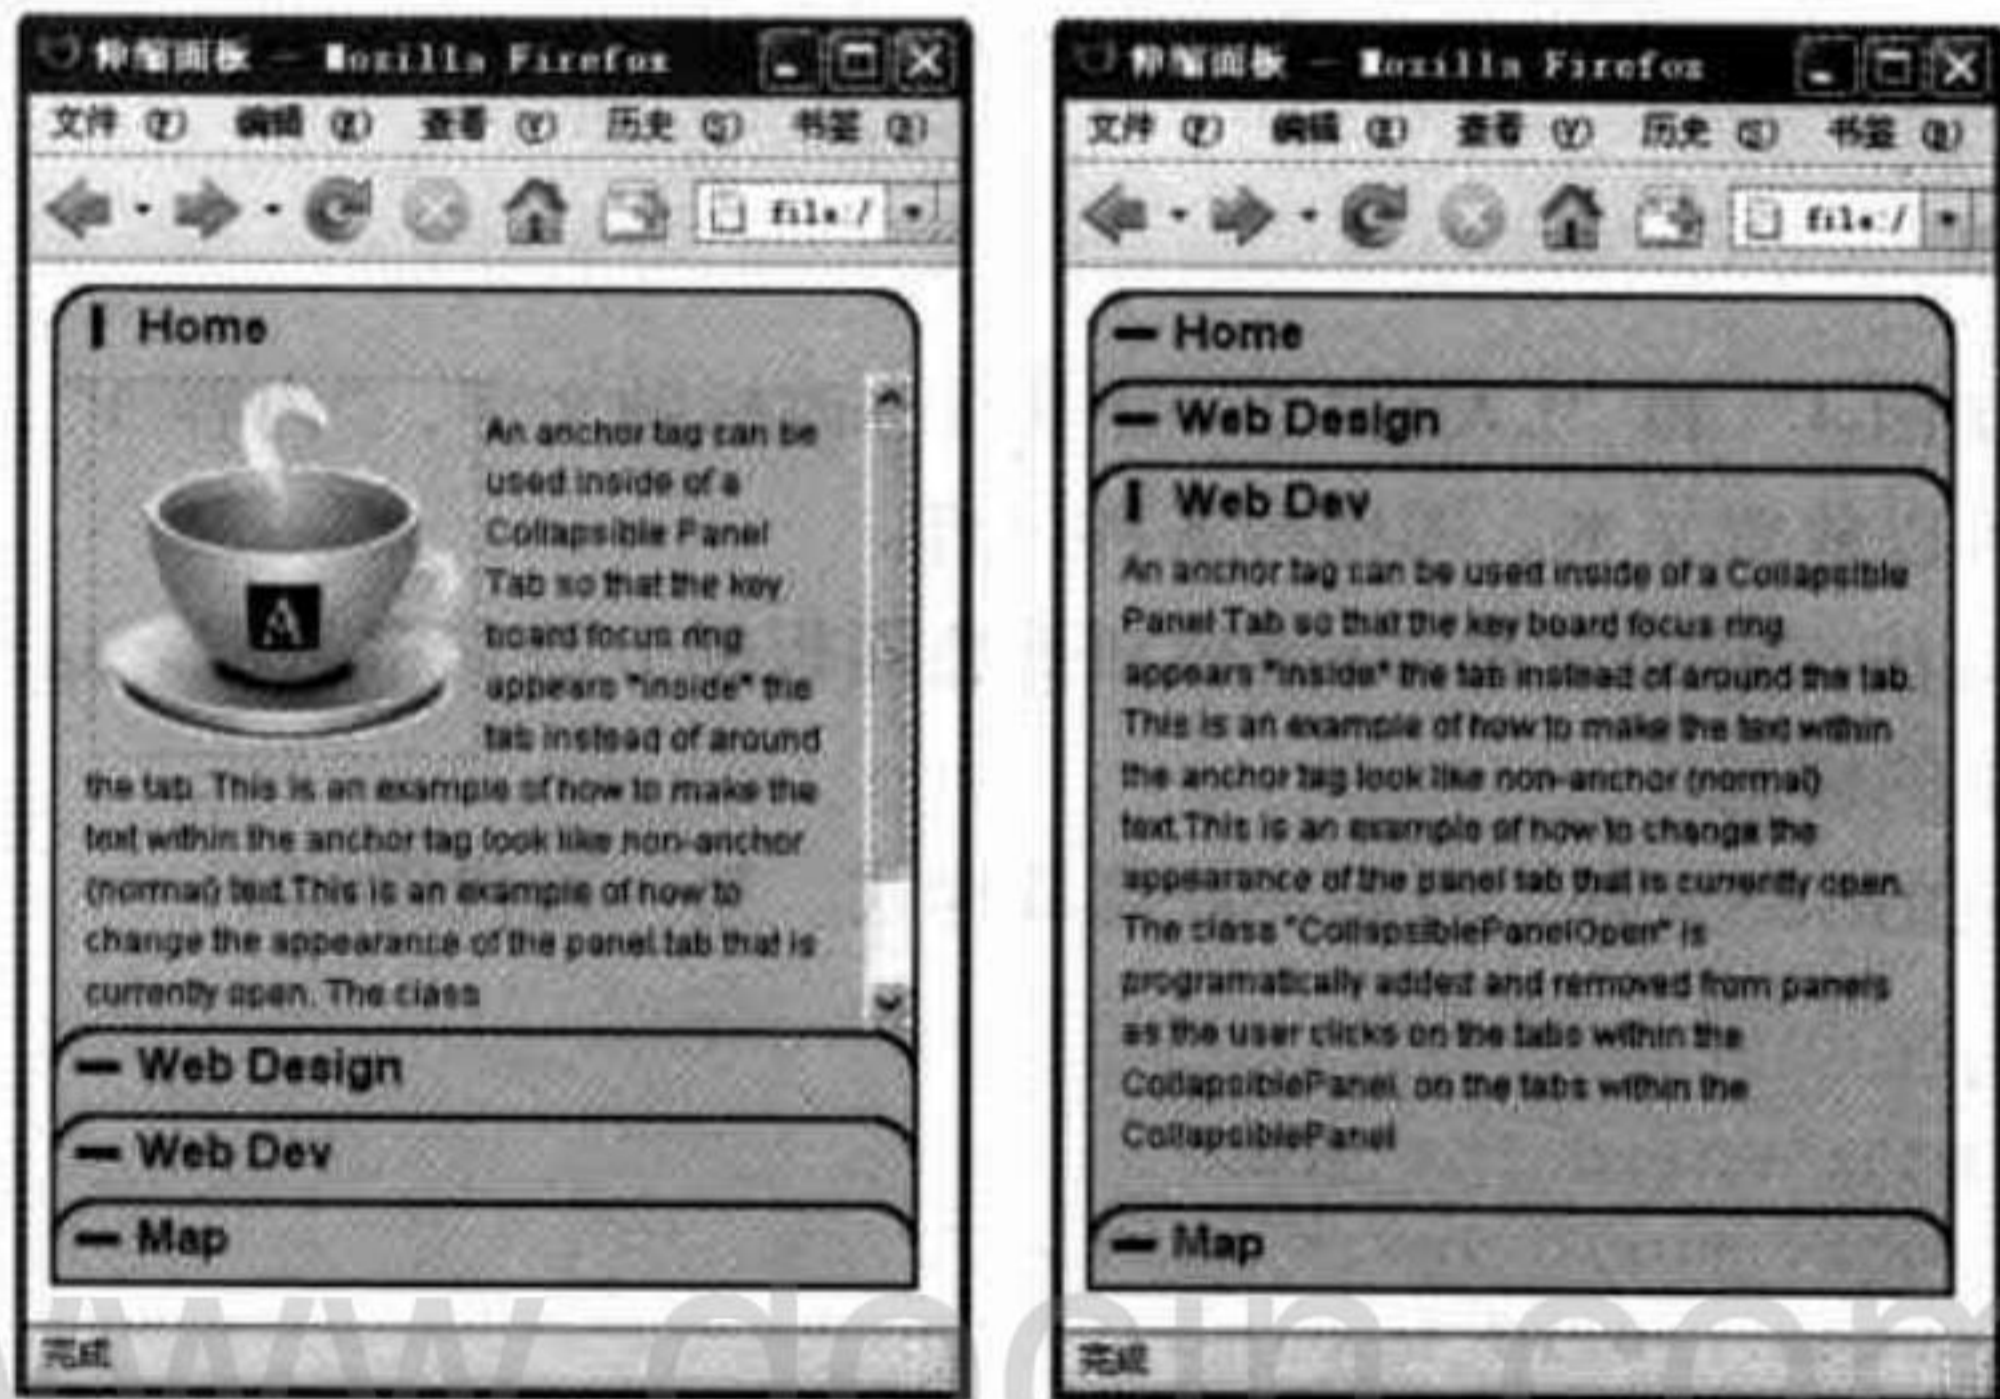 伸缩面板 — Mozilla Firefox
文件 (F) 编辑 (E) 查看 (V) 历史 (S) 书签 (B)
file:/
Home
An anchor tag can be
used inside of a
Collapsible Panel
Tab so that the key
board focus ring
appears "inside" the
tab instead of around
the tab. This is an example of how to make the
text within the anchor tag look like non-anchor
(normal) text.This is an example of how to
change the appearance of the panel tab that is
currently open. The class
Web Design
Web Dev
Map
完成
伸缩面板 — Mozilla Firefox
文件 (F) 编辑 (E) 查看 (V) 历史 (S) 书签 (B)
file:/
Home
Web Design
Web Dev
An anchor tag can be used inside of a Collapsible
Panel Tab so that the key board focus ring
appears "inside" the tab instead of around the tab.
This is an example of how to make the text within
the anchor tag look like non-anchor (normal)
text.This is an example of how to change the
appearance of the panel tab that is currently open.
The class "CollapsiblePanelOpen" is
programatically added and removed from panels
as the user clicks on the tabs within the
CollapsiblePanel. on the tabs within the
CollapsiblePanel
Map
完成
www.docin.com